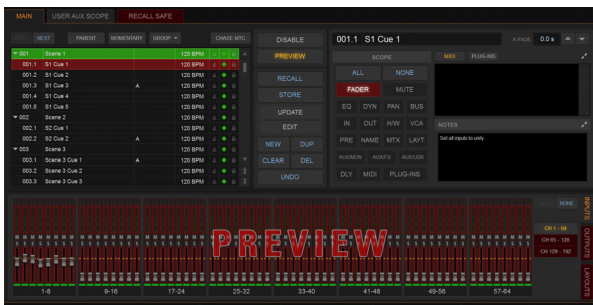 MAIN USER AUX SCOPE RECALL SAFE
NEXT PARENT MOMENTARY GROUP CHASE MTC
DISABLE
001.1 S1 Cue 1
X-FADE 0.0 s
001 Scene 1 120 BPM
001.1 S1 Cue 1 120 BPM
001.2 S1 Cue 2 120 BPM
001.3 S1 Cue 3 A 120 BPM
001.4 S1 Cue 4 120 BPM
001.5 S1 Cue 5 120 BPM
002 Scene 2 120 BPM
002.1 S2 Cue 1 120 BPM
002.2 S2 Cue 2 A 120 BPM
003 Scene 3 120 BPM
003.1 Scene 3 Cue 1 A 120 BPM
003.2 Scene 3 Cue 2 120 BPM
003.3 Scene 3 Cue 3 120 BPM
PREVIEW
RECALL
STORE
UPDATE
EDIT
NEW DUP
CLEAR DEL
UNDO
SCOPE
ALL NONE
FADER MUTE
EQ DYN PAN BUS
IN OUT H/W VCA
PRE NAME MTX LAYT
AUX/MON AUX/FX AUX/USR
DLY MIDI PLUG-INS
MIDI PLUG-INS
NOTES
Set all inputs to unity.
PREVIEW
M M M M M M M M M M M M M M M M M M M M M M M M M M M M M M M M M M M M M M M M
S S S S S S S S S S S S S S S S S S S S S S S S S S S S S S S S S S S S S S S S
1-8 9-16 17-24 25-32 33-40 41-48 49-56 57-64
NONE
CH 1 - 64
CH 65 - 128
CH 129 - 192
INPUTS
OUTPUTS
LAYOUTS